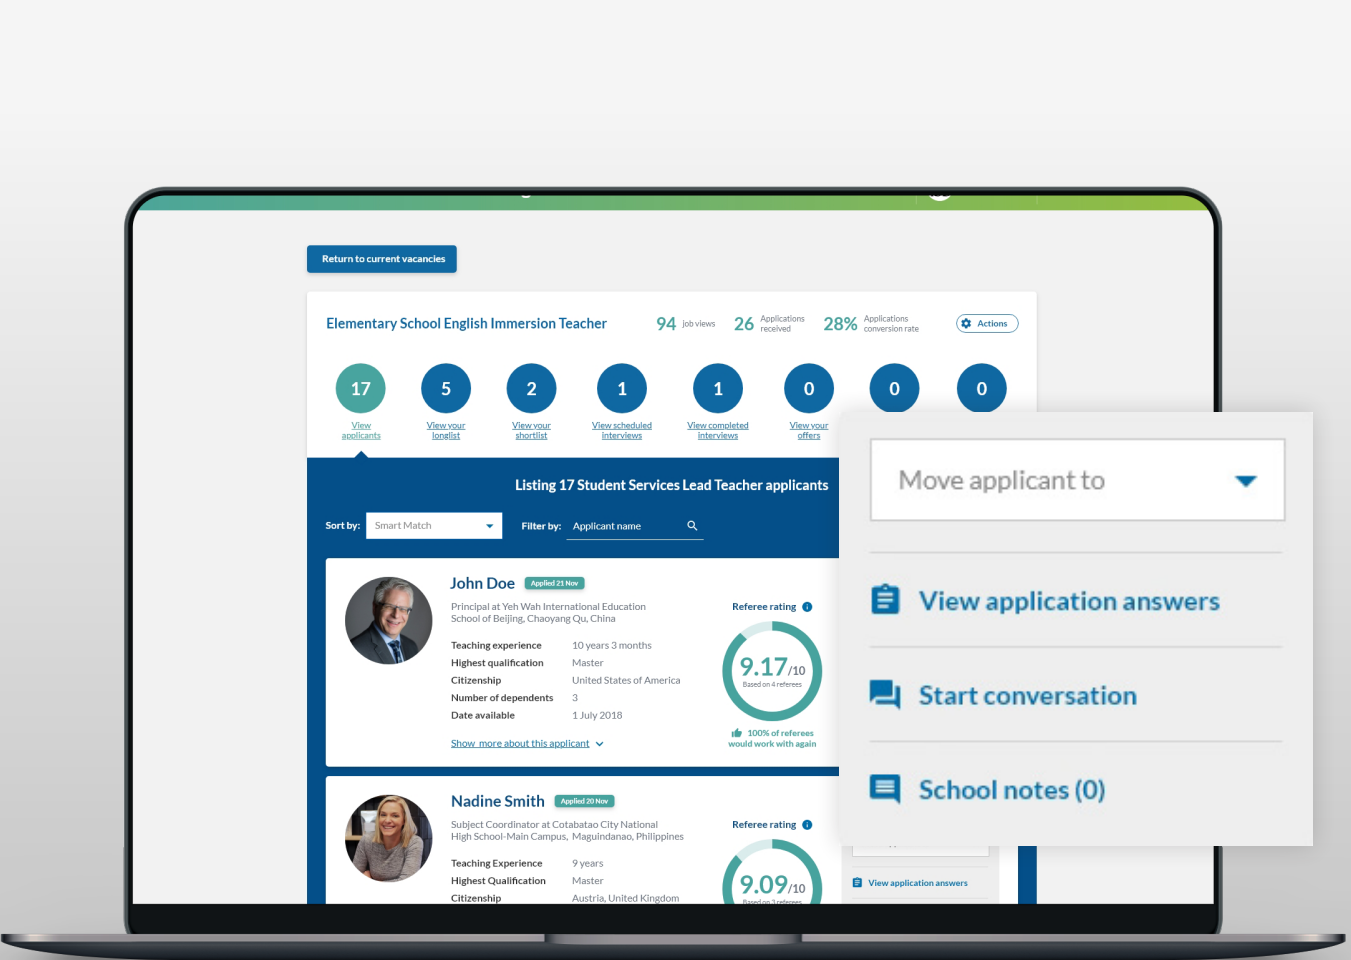 Return to current vacancies
Elementary School English Immersion Teacher
94 job views
26 Applications received
28% Applications conversion rate
Actions
17
5
2
1
1
0
0
0
View applicants
View your longlist
View your shortlist
View scheduled interviews
View completed interviews
View your offers
Listing 17 Student Services Lead Teacher applicants
Sort by: Smart Match
Filter by: Applicant name
John Doe Applied 21 Nov
Principal at Yeh Wah International Education
School of Beijing, Chaoyang Qu, China
Teaching experience 10 years 3 months
Highest qualification Master
Citizenship United States of America
Number of dependents 3
Date available 1 July 2018
Show more about this applicant
Referee rating
9.17/10
Based on 4 referees
100% of referees
would work with again
Nadine Smith Applied 20 Nov
Subject Coordinator at Cotabatao City National
High School-Main Campus, Maguindanao, Philippines
Teaching Experience 9 years
Highest Qualification Master
Citizenship Austria, United Kingdom
Referee rating
9.09/10
Based on 3 referees
View application answers
Move applicant to
View application answers
Start conversation
School notes (0)